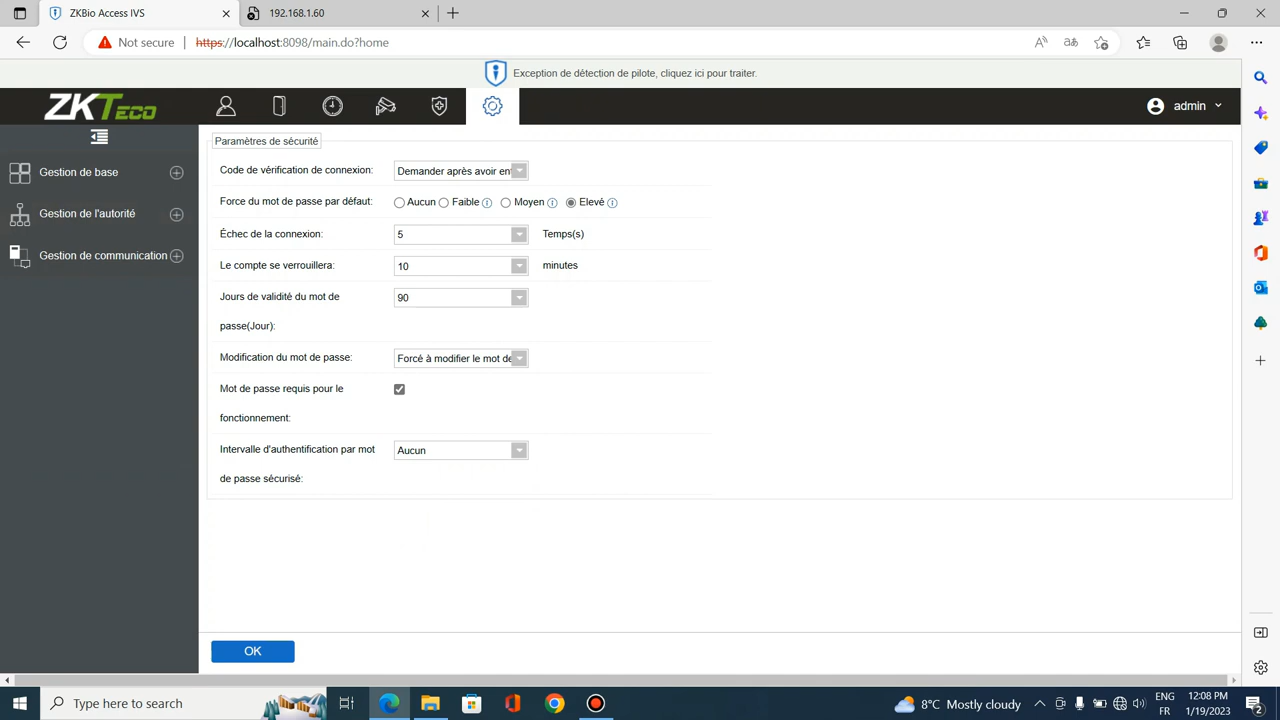 ZKBio Access IVS
192.168.1.60
Not secure
https://localhost:8098/main.do?home
Exception de détection de pilote, cliquez ici pour traiter.
ZKTECO
admin
Paramètres de sécurité
Gestion de base
Gestion de l'autorité
Gestion de communication
Code de vérification de connexion:
Demander après avoir en
Force du mot de passe par défaut:
Aucun Faible Moyen Elevé
Échec de la connexion:
5
Temps(s)
Le compte se verrouillera:
10
minutes
Jours de validité du mot de
passe(Jour):
90
Modification du mot de passe:
Forcé à modifier le mot de
Mot de passe requis pour le
fonctionnement:
Intervalle d'authentification par mot
de passe sécurisé:
Aucun
OK
Type here to search
8°C Mostly cloudy
ENG
FR
12:08 PM
1/19/2023
2